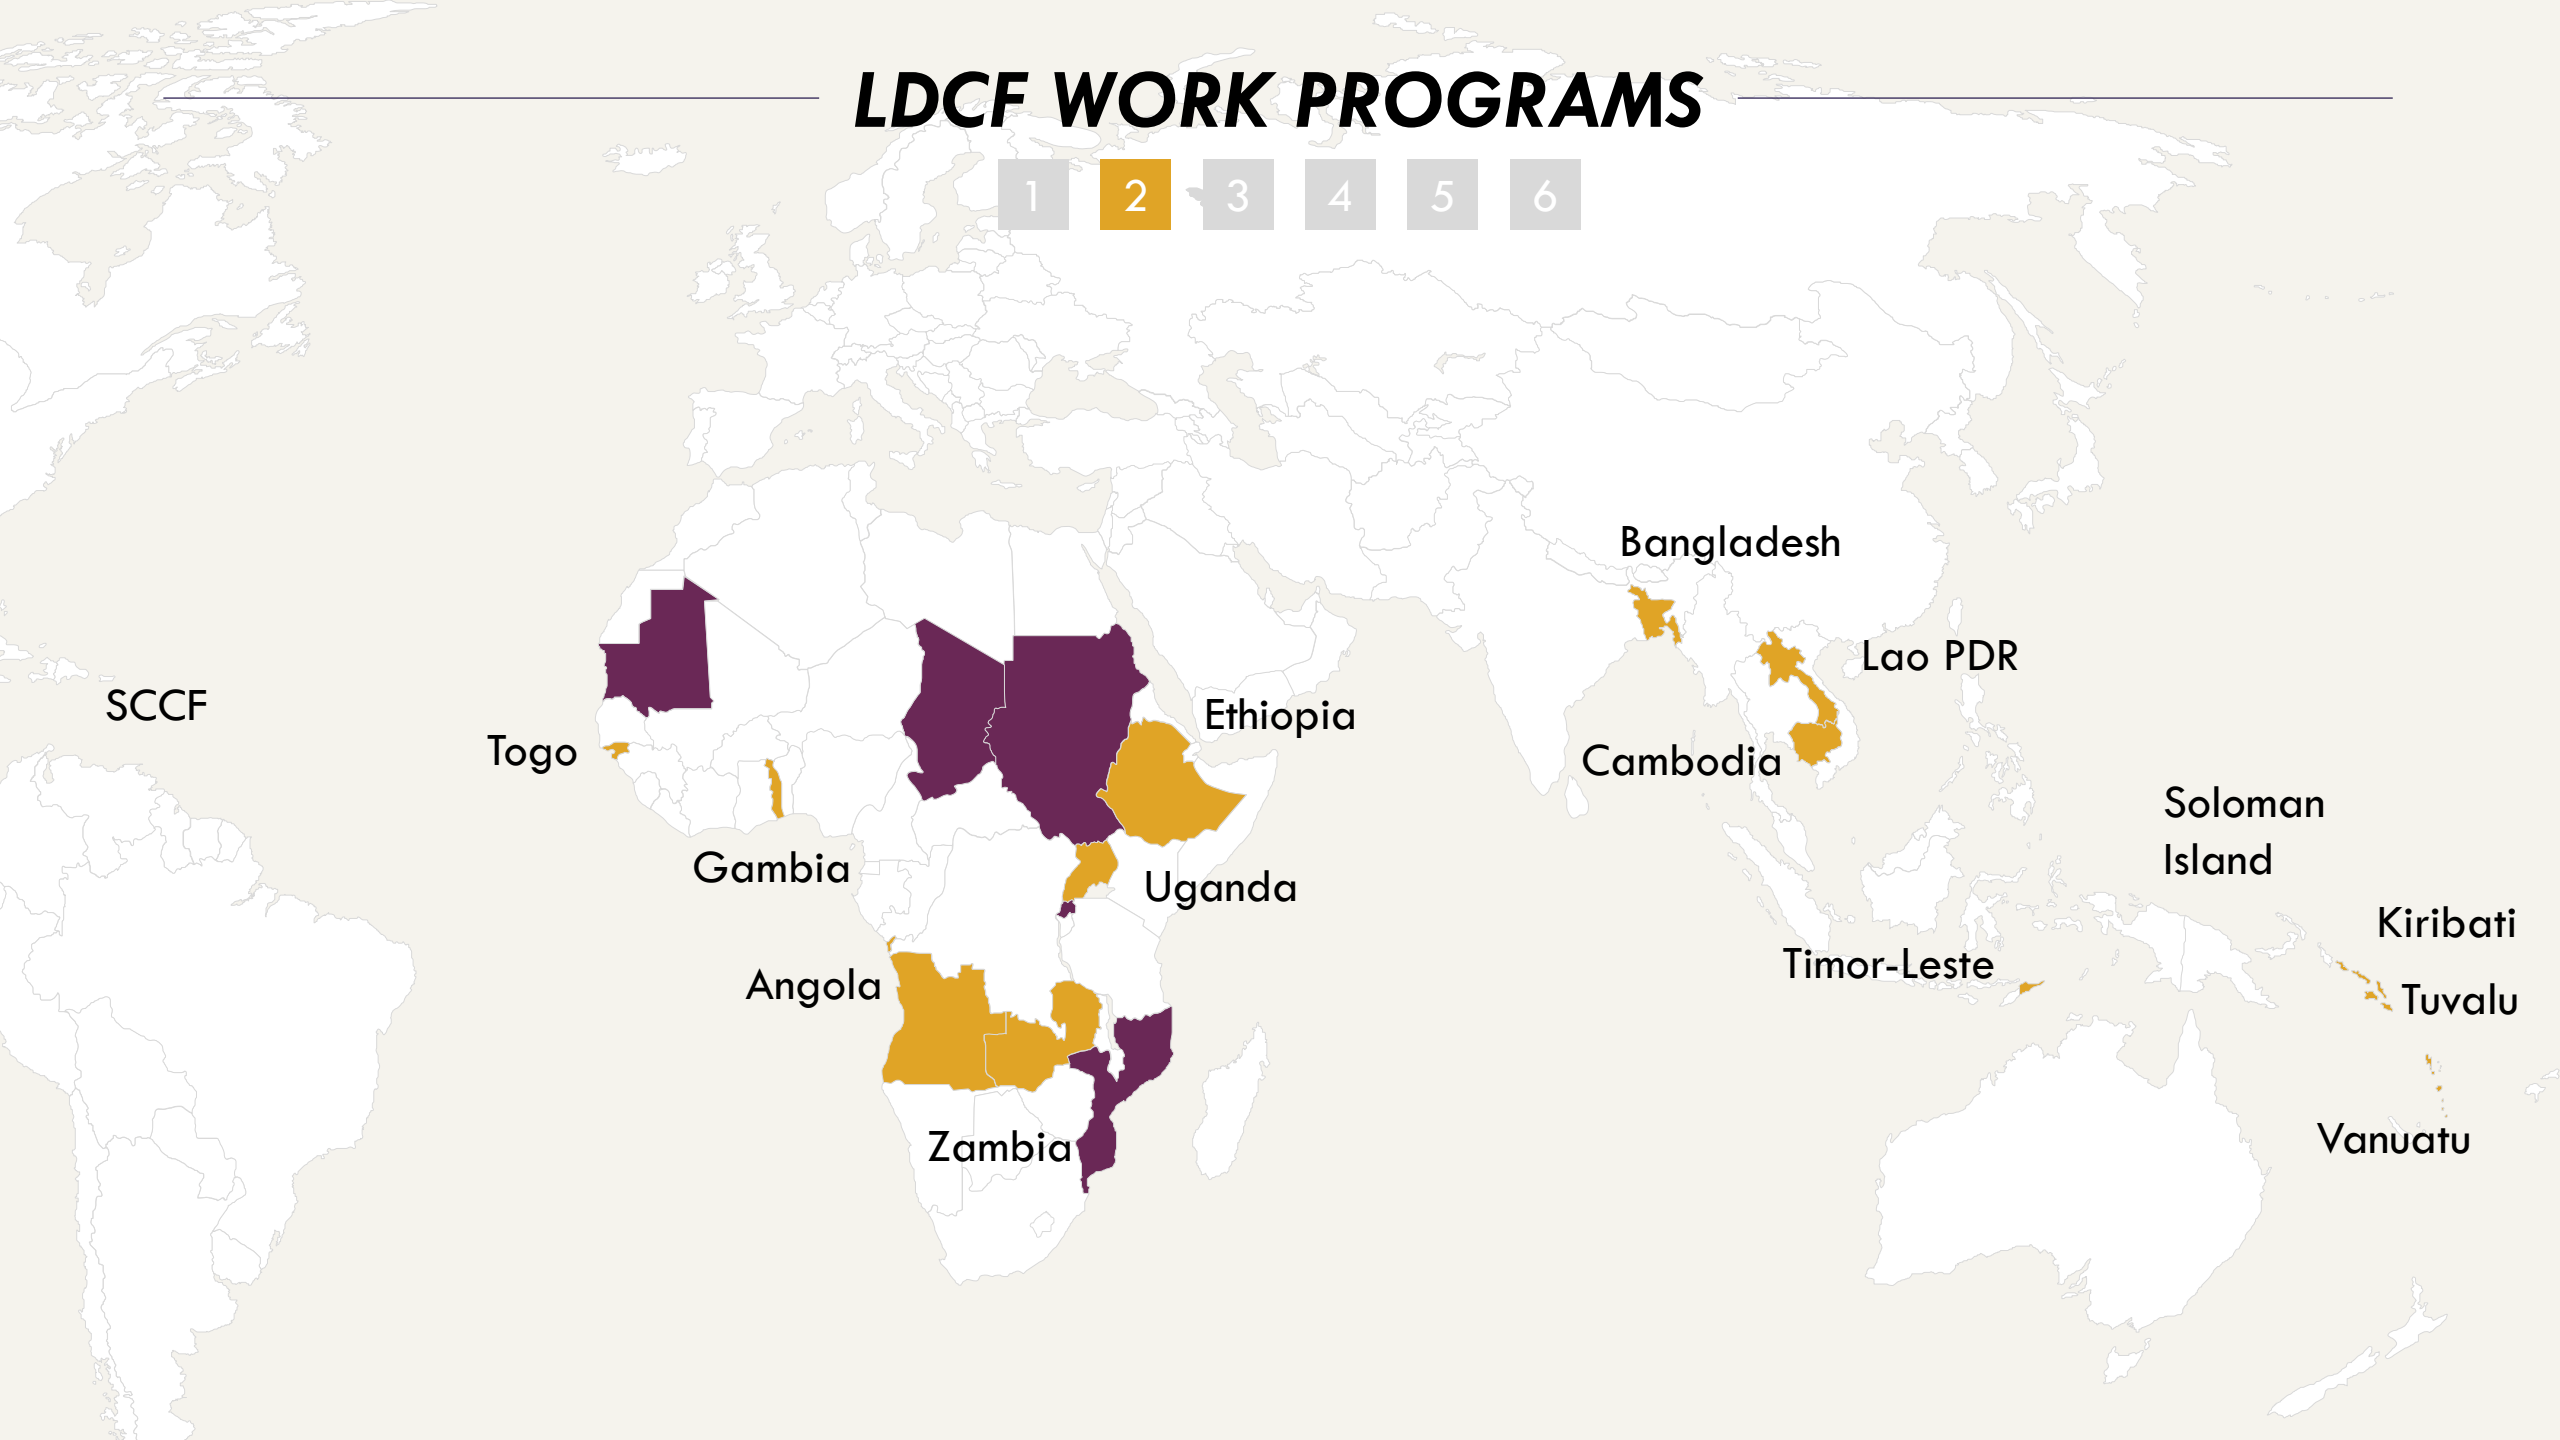 LDCF WORK PROGRAMS
1 2 3 4 5 6
Bangladesh
Lao PDR
SCCF
Ethiopia
Togo
Cambodia
Soloman
Island
Gambia
Uganda
Kiribati
Timor-Leste
Angola
Tuvalu
Zambia
Vanuatu